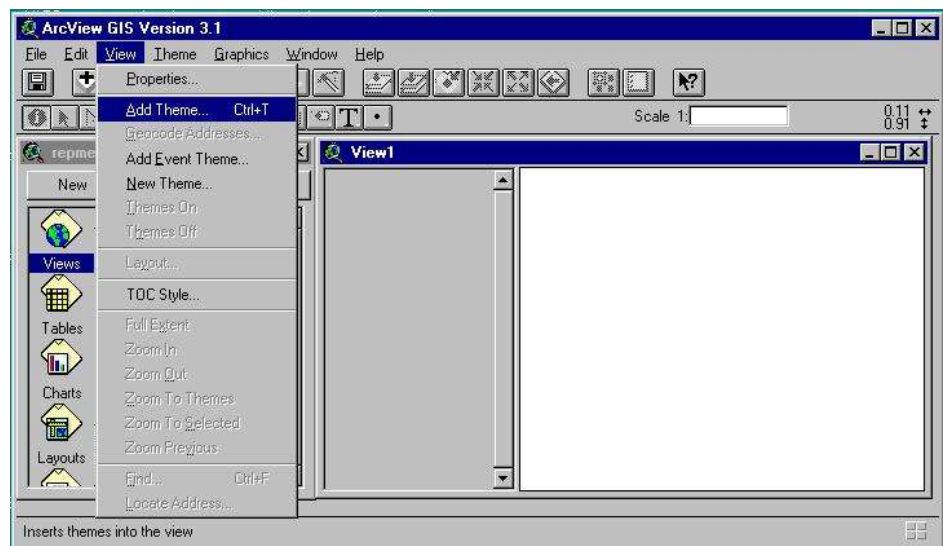 ArcView GIS Version 3.1
File Edit View Theme Graphics Window Help
Properties...
Add Theme... Ctrl+T
Geocode Addresses...
Add Event Theme...
New Theme...
Themes On
Themes Off
Layout...
TOC Style...
Full Extent
Zoom In
Zoom Out
Zoom To Themes
Zoom To Selected
Zoom Previous
Find... Ctrl+F
Locate Address...
T
Scale 1:
0.11
0.91
New
Views
Tables
Charts
Layouts
View1
Inserts themes into the view